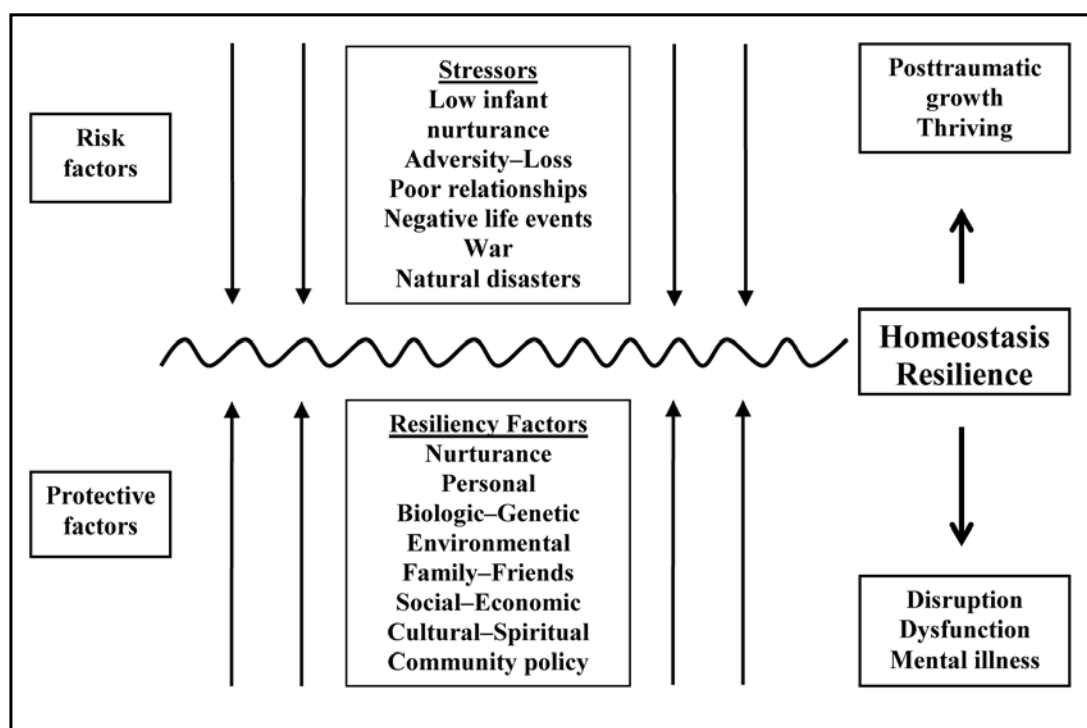 Risk
factors
Stressors
Low infant
nurturance
Adversity–Loss
Poor relationships
Negative life events
War
Natural disasters
Posttraumatic
growth
Thriving
Homeostasis
Resilience
Protective
factors
Resiliency Factors
Nurturance
Personal
Biologic–Genetic
Environmental
Family–Friends
Social–Economic
Cultural–Spiritual
Community policy
Disruption
Dysfunction
Mental illness